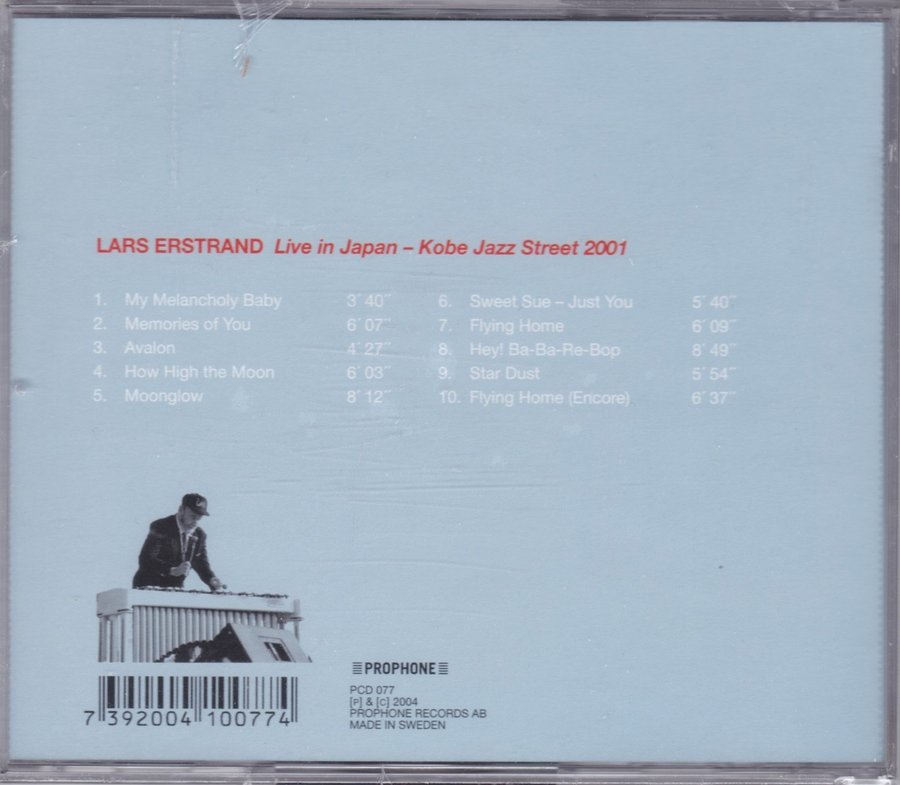 LARS ERSTRAND Live in Japan – Kobe Jazz Street 2001
1. My Melancholy Baby 3´ 40´´
2. Memories of You 6´ 07´´
3. Avalon 4´ 27´´
4. How High the Moon 6´ 03´´
5. Moonglow 8´ 12´´
6. Sweet Sue – Just You 5´ 40´´
7. Flying Home 6´ 09´´
8. Hey! Ba-Ba-Re-Bop 8´ 49´´
9. Star Dust 5´ 54´´
10. Flying Home (Encore) 6´ 37´´
PROPHONE
PCD 077
[P] & [C] 2004
PROPHONE RECORDS AB
MADE IN SWEDEN
7 392004 100774